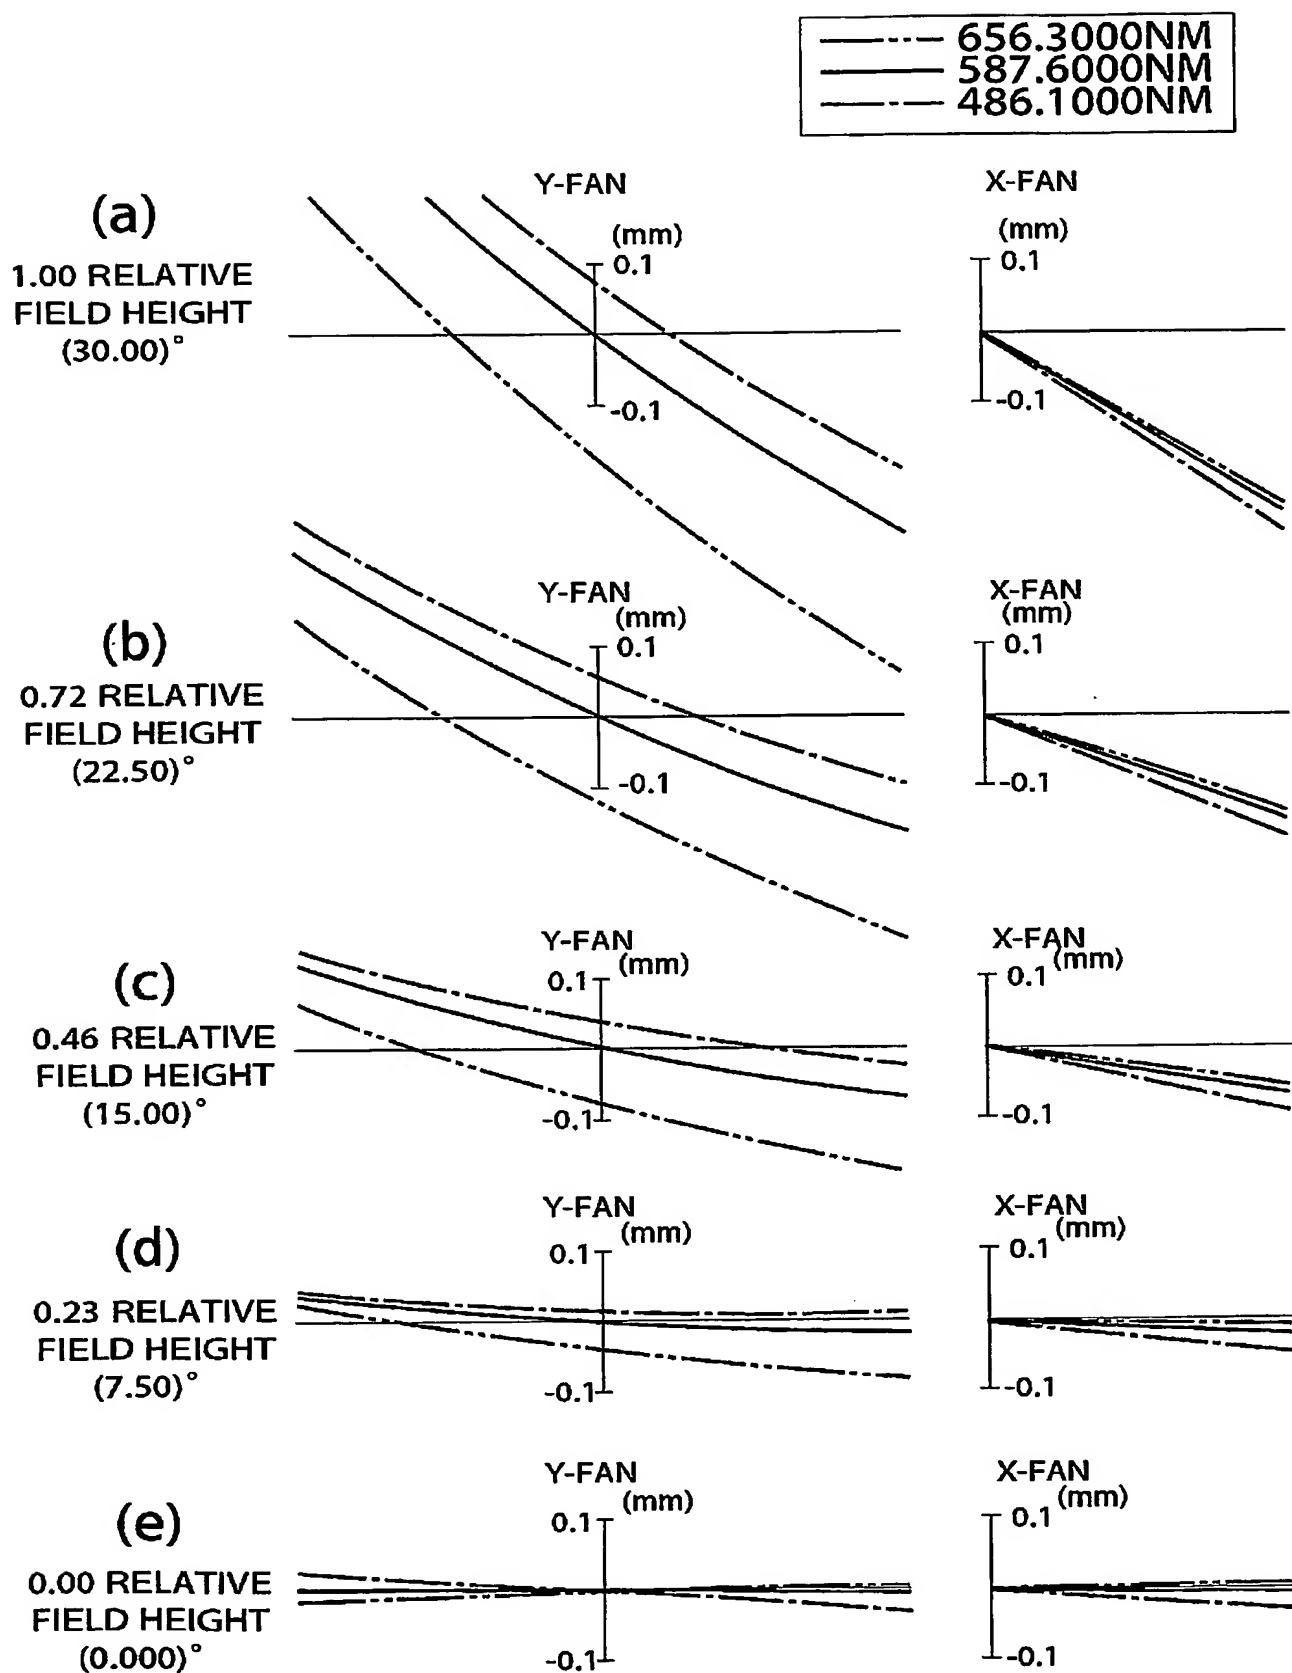 656.3000NM
587.6000NM
486.1000NM
(a)
1.00 RELATIVE
FIELD HEIGHT
(30.00)°
Y-FAN
(mm)
0.1
-0.1
X-FAN
(mm)
0.1
-0.1
(b)
0.72 RELATIVE
FIELD HEIGHT
(22.50)°
Y-FAN
(mm)
0.1
-0.1
X-FAN
(mm)
0.1
-0.1
(c)
0.46 RELATIVE
FIELD HEIGHT
(15.00)°
Y-FAN
(mm)
0.1
-0.1
X-FAN
(mm)
0.1
-0.1
(d)
0.23 RELATIVE
FIELD HEIGHT
(7.50)°
Y-FAN
(mm)
0.1
-0.1
X-FAN
(mm)
0.1
-0.1
(e)
0.00 RELATIVE
FIELD HEIGHT
(0.000)°
Y-FAN
(mm)
0.1
-0.1
X-FAN
(mm)
0.1
-0.1